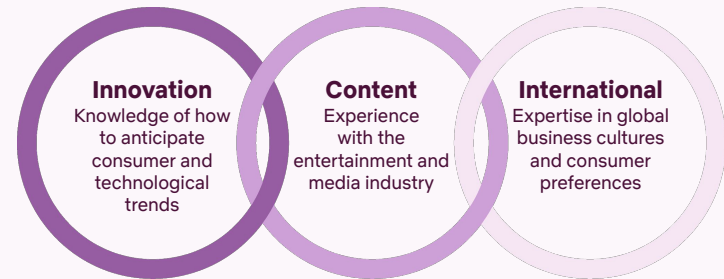 Innovation
Knowledge of how
to anticipate
consumer and
technological
trends
Content
Experience
with the
entertainment and
media industry
International
Expertise in global
business cultures
and consumer
preferences